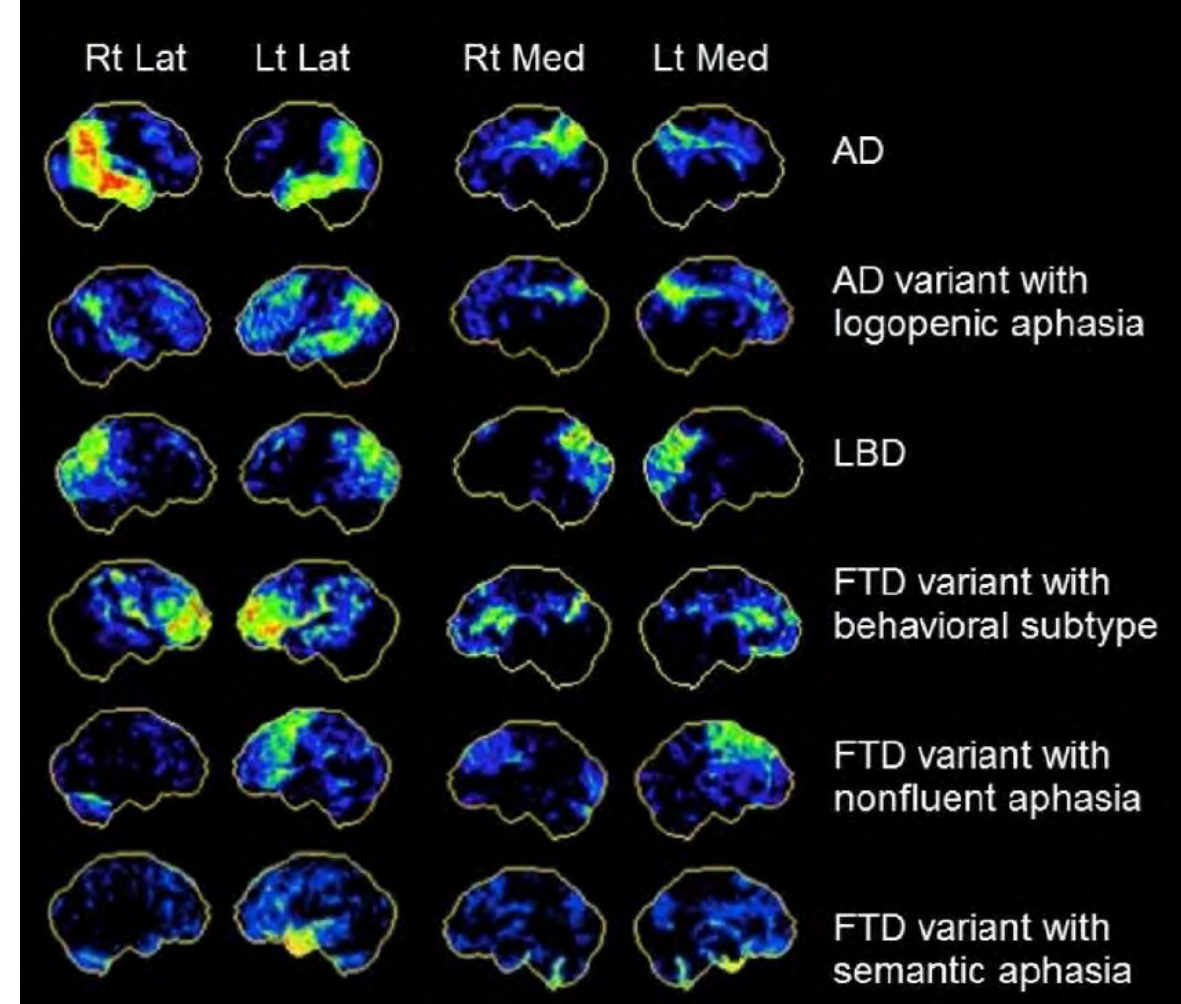 Rt Lat Lt Lat Rt Med Lt Med
AD
AD variant with
logopenic aphasia
LBD
FTD variant with
behavioral subtype
FTD variant with
nonfluent aphasia
FTD variant with
semantic aphasia